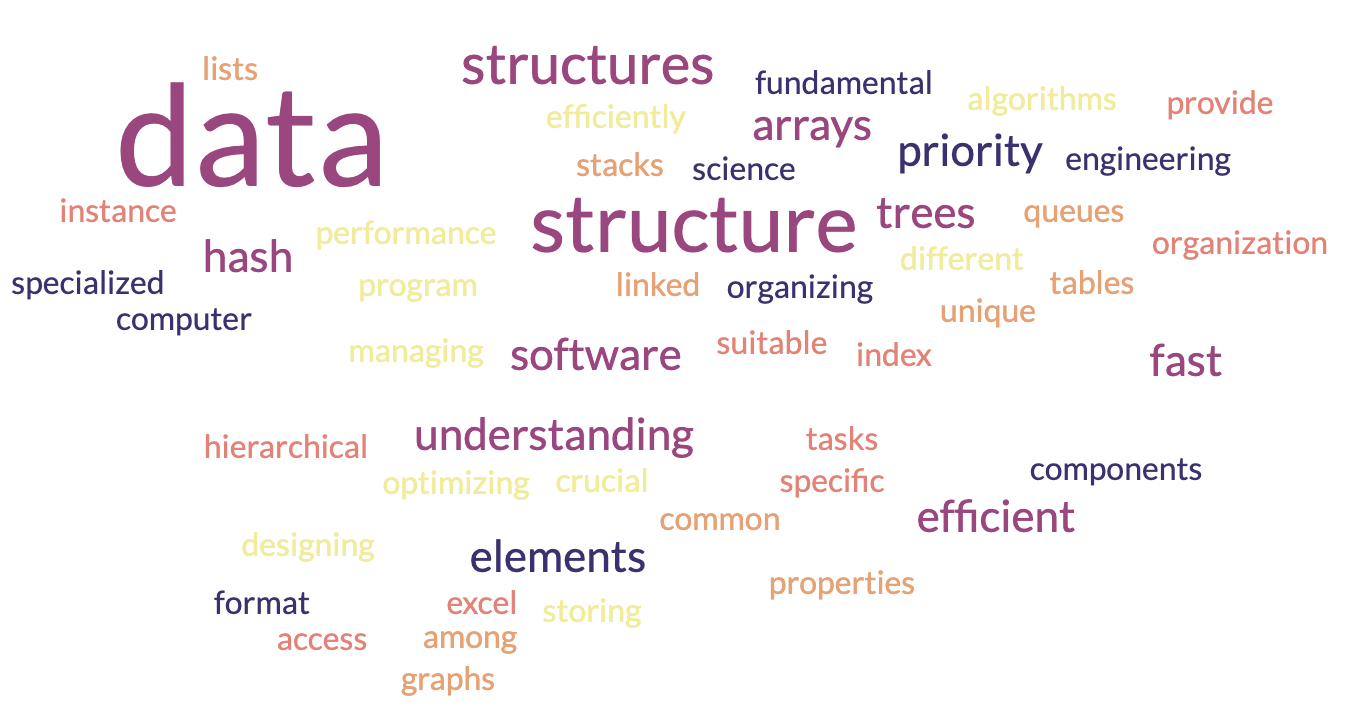 lists
structures
data
fundamental
algorithms
provide
efficiently
arrays
priority
engineering
stacks
science
instance
structure
trees
queues
performance
hash
different
organization
specialized
program
linked
organizing
tables
computer
unique
managing
software
suitable
index
fast
hierarchical
understanding
tasks
optimizing
crucial
specific
components
common
efficient
designing
elements
properties
format
excel
storing
access
among
graphs